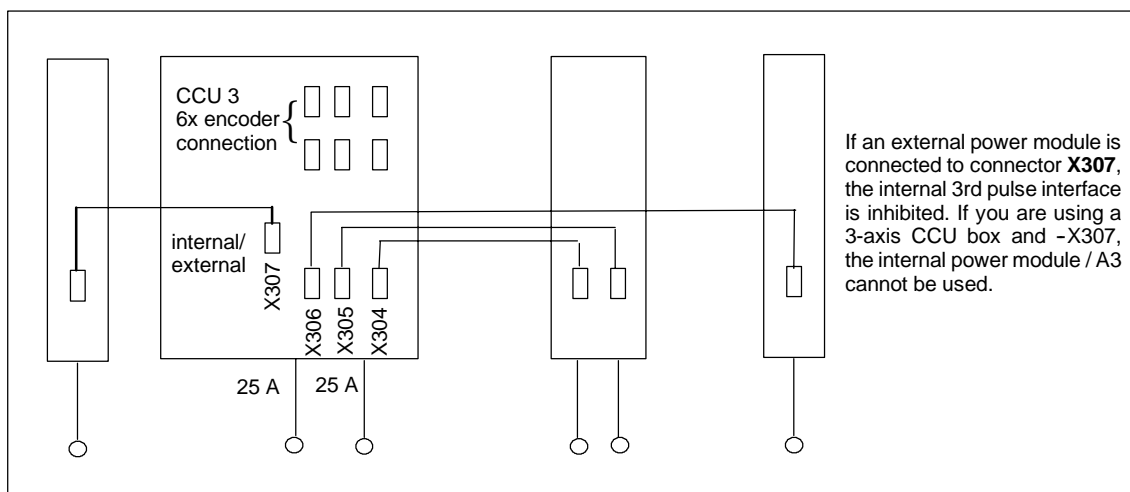 CCU 3
6x encoder
connection
internal/
external
X307
X306
X305
X304
25 A
25 A
If an external power module is
connected to connector X307,
the internal 3rd pulse interface
is inhibited. If you are using a
3-axis CCU box and -X307,
the internal power module / A3
cannot be used.